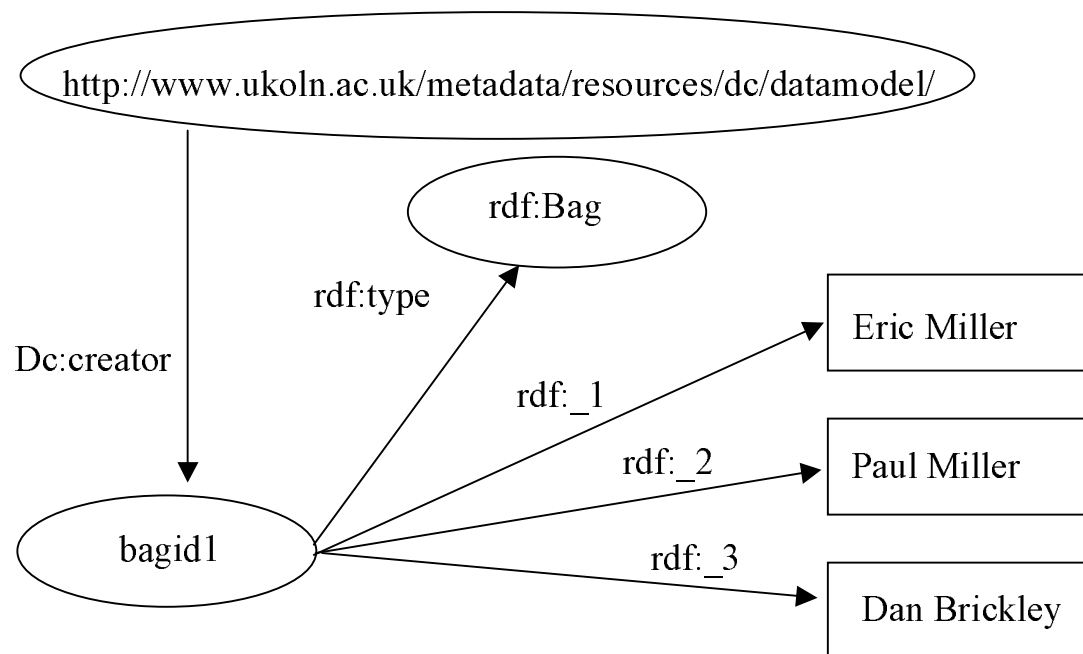 http://www.ukoln.ac.uk/metadata/resources/dc/datamodel/
rdf:Bag
rdf:type
Eric Miller
Dc:creator
rdf:_1
rdf:_2
Paul Miller
bagid1
rdf:_3
Dan Brickley